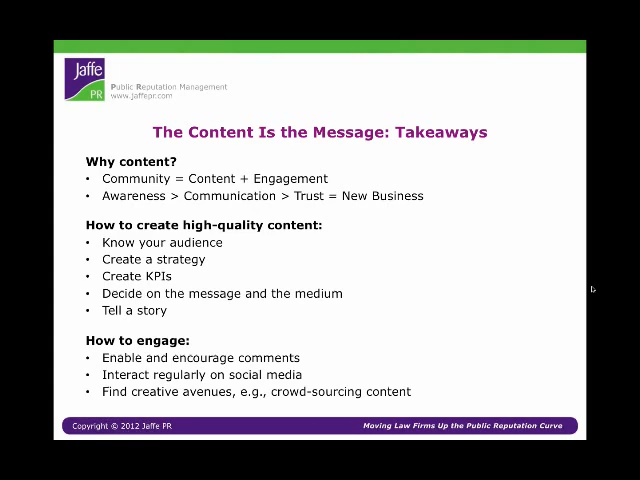 Jaffe
PR
Public Reputation Management
www.jaffepr.com
The Content Is the Message: Takeaways
Why content?
• Community = Content + Engagement
• Awareness > Communication > Trust = New Business
How to create high-quality content:
• Know your audience
• Create a strategy
• Create KPIs
• Decide on the message and the medium
• Tell a story
How to engage:
• Enable and encourage comments
• Interact regularly on social media
• Find creative avenues, e.g., crowd-sourcing content
Copyright © 2012 Jaffe PR
Moving Law Firms Up the Public Reputation Curve